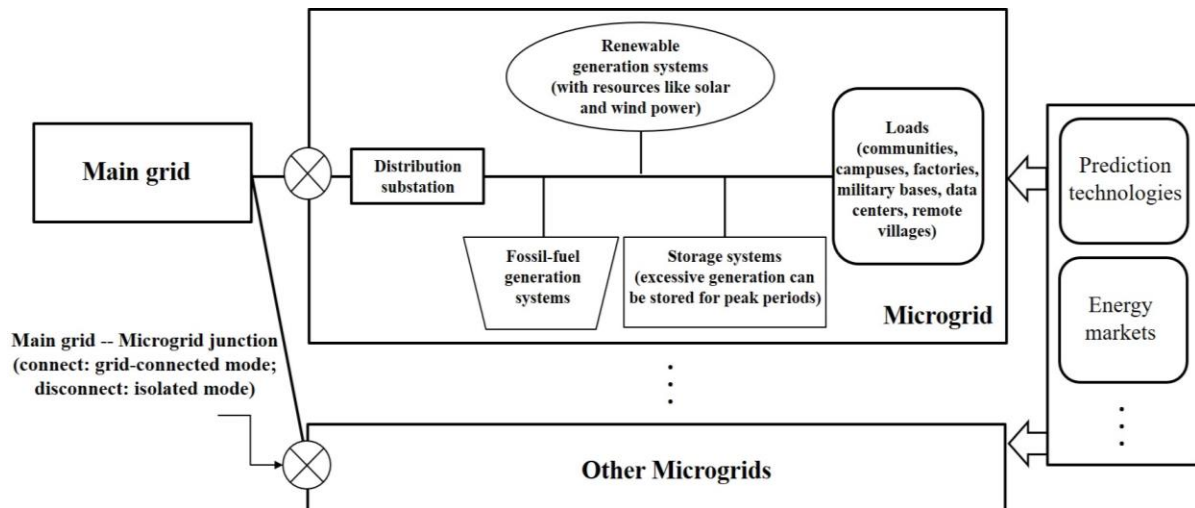 Main grid
Main grid -- Microgrid junction
(connect: grid-connected mode;
disconnect: isolated mode)
Distribution
substation
Renewable
generation systems
(with resources like solar
and wind power)
Fossil-fuel
generation
systems
Storage systems
(excessive generation can
be stored for peak periods)
Loads
(communities,
campuses, factories,
military bases, data
centers, remote
villages)
Microgrid
Other Microgrids
Prediction
technologies
Energy
markets